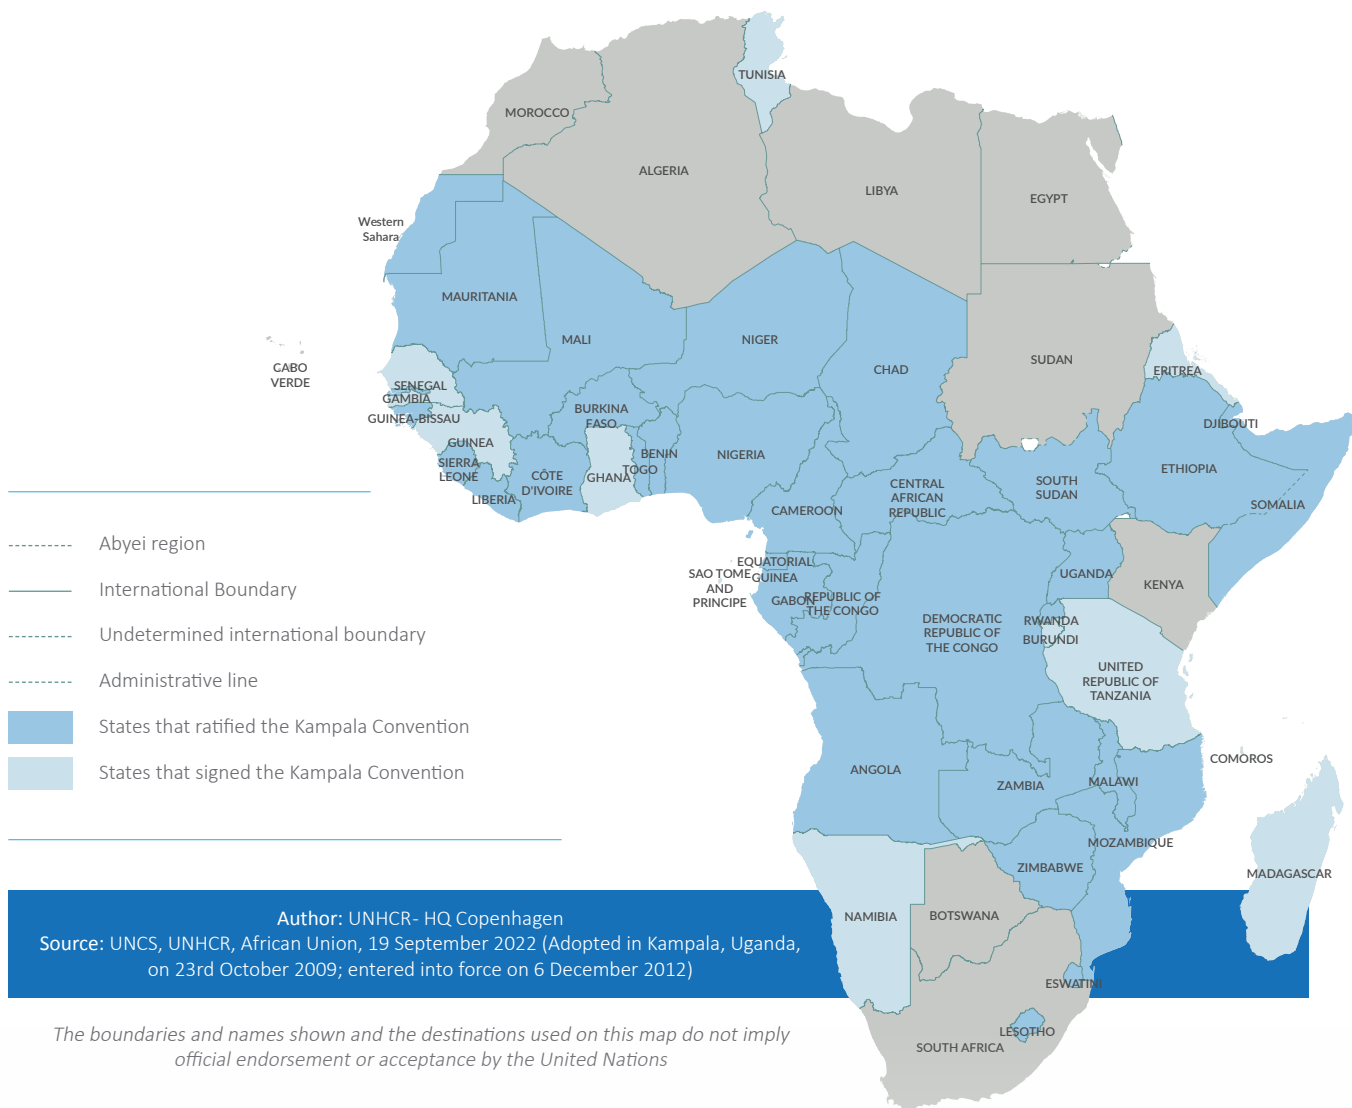 TUNISIA
MOROCCO
ALGERIA
LIBYA
EGYPT
Western
Sahara
MAURITANIA
MALI
NIGER
CHAD
SUDAN
ERITREA
CABO
VERDE
SENEGAL
GAMBIA
GUINEA-BISSAU
GUINEA
SIERRA
LEONE
LIBERIA
CÔTE
D'IVOIRE
BURKINA
FASO
GHANA
TOGO
BENIN
NIGERIA
CAMEROON
CENTRAL
AFRICAN
REPUBLIC
SOUTH
SUDAN
ETHIOPIA
DJIBOUTI
SOMALIA
EQUATORIAL
GUINEA
SAO TOME
AND
PRINCIPE
GABON
REPUBLIC OF
THE CONGO
DEMOCRATIC
REPUBLIC OF
THE CONGO
UGANDA
KENYA
RWANDA
BURUNDI
UNITED
REPUBLIC OF
TANZANIA
ANGOLA
ZAMBIA
MALAWI
COMOROS
MOZAMBIQUE
ZIMBABWE
MADAGASCAR
NAMIBIA
BOTSWANA
ESWATINI
LESOTHO
SOUTH AFRICA
Abyei region
International Boundary
Undetermined international boundary
Administrative line
States that ratified the Kampala Convention
States that signed the Kampala Convention
Author: UNHCR- HQ Copenhagen
Source: UNCS, UNHCR, African Union, 19 September 2022 (Adopted in Kampala, Uganda,
on 23rd October 2009; entered into force on 6 December 2012)
The boundaries and names shown and the destinations used on this map do not imply
official endorsement or acceptance by the United Nations